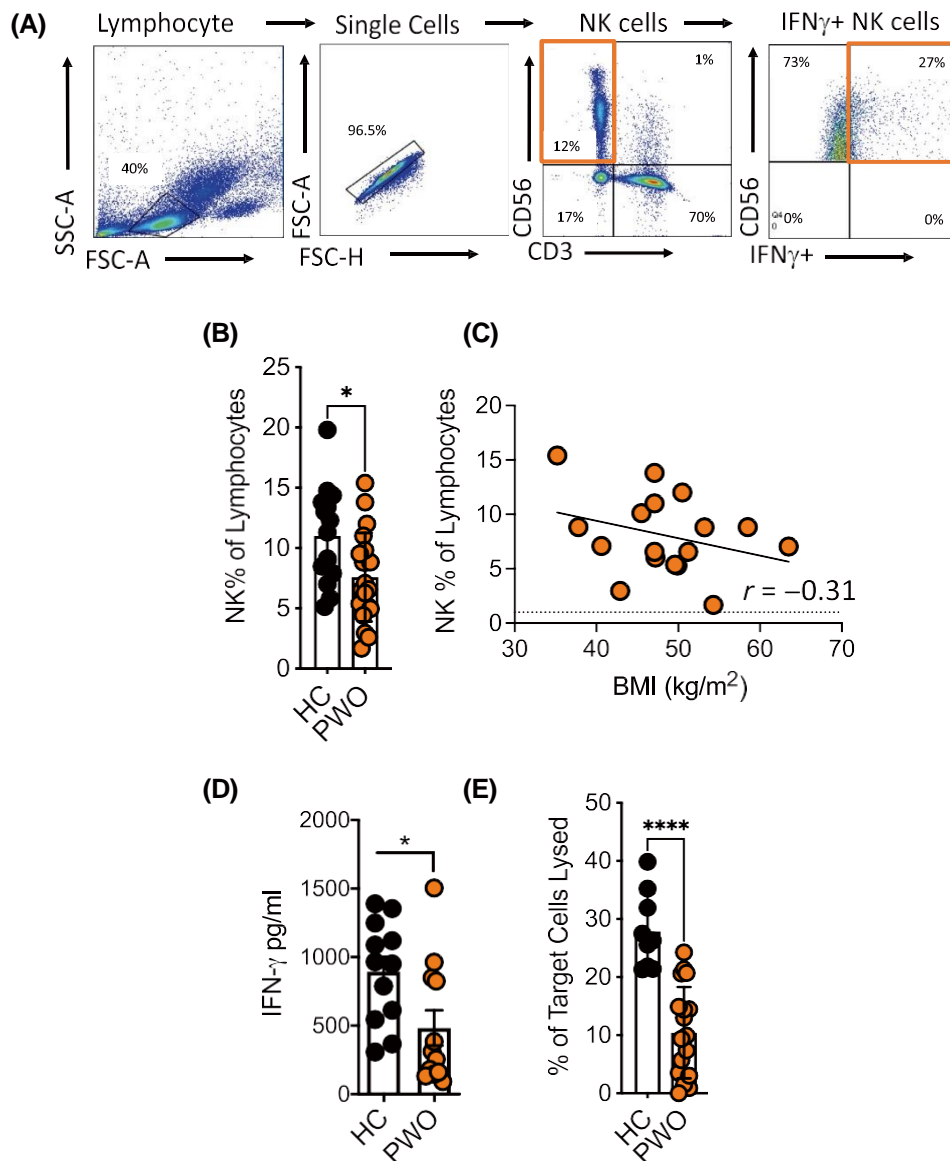 (A)
Lymphocyte
Single Cells
NK cells
IFNγ+ NK cells
SSC-A
40%
FSC-A
FSC-A
96.5%
FSC-H
CD56
1%
12%
17%
70%
CD3
CD56
73%
27%
Q4
0
0%
0%
IFNγ+
(B)
NK% of Lymphocytes
25
20
15
10
5
0
*
HC
PWO
(C)
NK % of Lymphocytes
20
15
10
5
0
r = −0.31
30
40
50
60
70
BMI (kg/m²)
(D)
IFN-γ pg/ml
2000
1500
1000
500
0
*
HC
PWO
(E)
% of Target Cells Lysed
50
40
30
20
10
0
****
HC
PWO